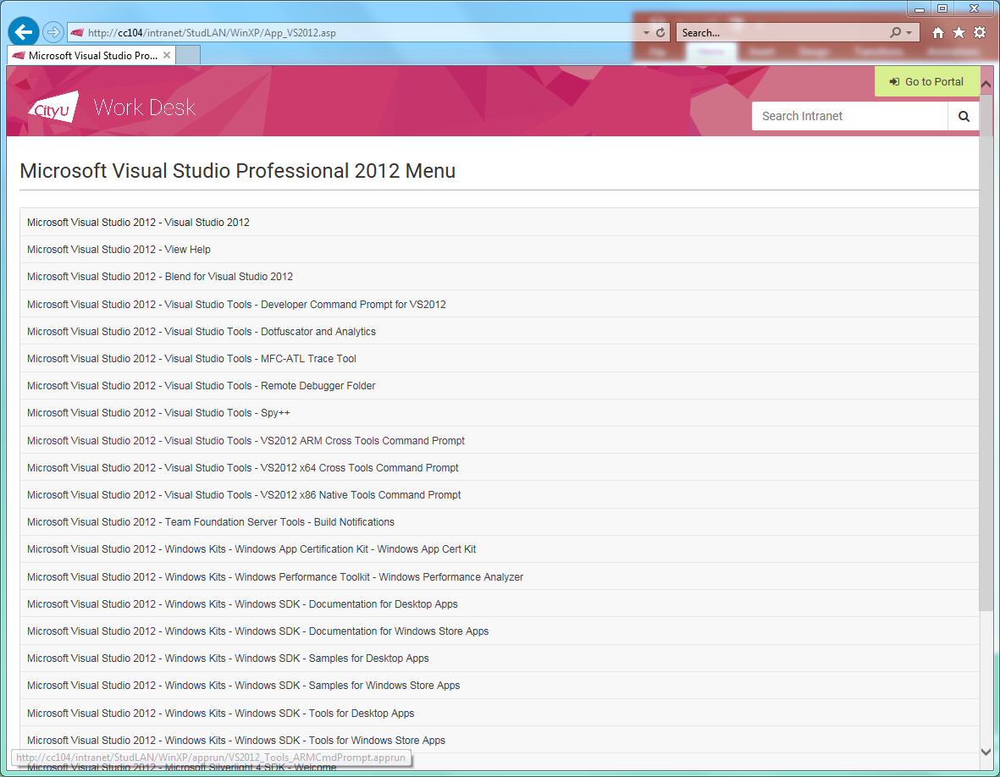 http://cc104/intranet/StudLAN/WinXP/App_VS2012.asp
Search...
Microsoft Visual Studio Pro...
CityU
Work Desk
Go to Portal
Search Intranet
Microsoft Visual Studio Professional 2012 Menu
Microsoft Visual Studio 2012 - Visual Studio 2012
Microsoft Visual Studio 2012 - View Help
Microsoft Visual Studio 2012 - Blend for Visual Studio 2012
Microsoft Visual Studio 2012 - Visual Studio Tools - Developer Command Prompt for VS2012
Microsoft Visual Studio 2012 - Visual Studio Tools - Dotfuscator and Analytics
Microsoft Visual Studio 2012 - Visual Studio Tools - MFC-ATL Trace Tool
Microsoft Visual Studio 2012 - Visual Studio Tools - Remote Debugger Folder
Microsoft Visual Studio 2012 - Visual Studio Tools - Spy++
Microsoft Visual Studio 2012 - Visual Studio Tools - VS2012 ARM Cross Tools Command Prompt
Microsoft Visual Studio 2012 - Visual Studio Tools - VS2012 x64 Cross Tools Command Prompt
Microsoft Visual Studio 2012 - Visual Studio Tools - VS2012 x86 Native Tools Command Prompt
Microsoft Visual Studio 2012 - Team Foundation Server Tools - Build Notifications
Microsoft Visual Studio 2012 - Windows Kits - Windows App Certification Kit - Windows App Cert Kit
Microsoft Visual Studio 2012 - Windows Kits - Windows Performance Toolkit - Windows Performance Analyzer
Microsoft Visual Studio 2012 - Windows Kits - Windows SDK - Documentation for Desktop Apps
Microsoft Visual Studio 2012 - Windows Kits - Windows SDK - Documentation for Windows Store Apps
Microsoft Visual Studio 2012 - Windows Kits - Windows SDK - Samples for Desktop Apps
Microsoft Visual Studio 2012 - Windows Kits - Windows SDK - Samples for Windows Store Apps
Microsoft Visual Studio 2012 - Windows Kits - Windows SDK - Tools for Desktop Apps
Microsoft Visual Studio 2012 - Windows Kits - Windows SDK - Tools for Windows Store Apps
http://cc104/intranet/StudLAN/WinXP/apprun/VS2012_Tools_ARMCmdPrompt.apprun
Microsoft Visual Studio 2012 - Microsoft Silverlight 4 SDK - Welcome